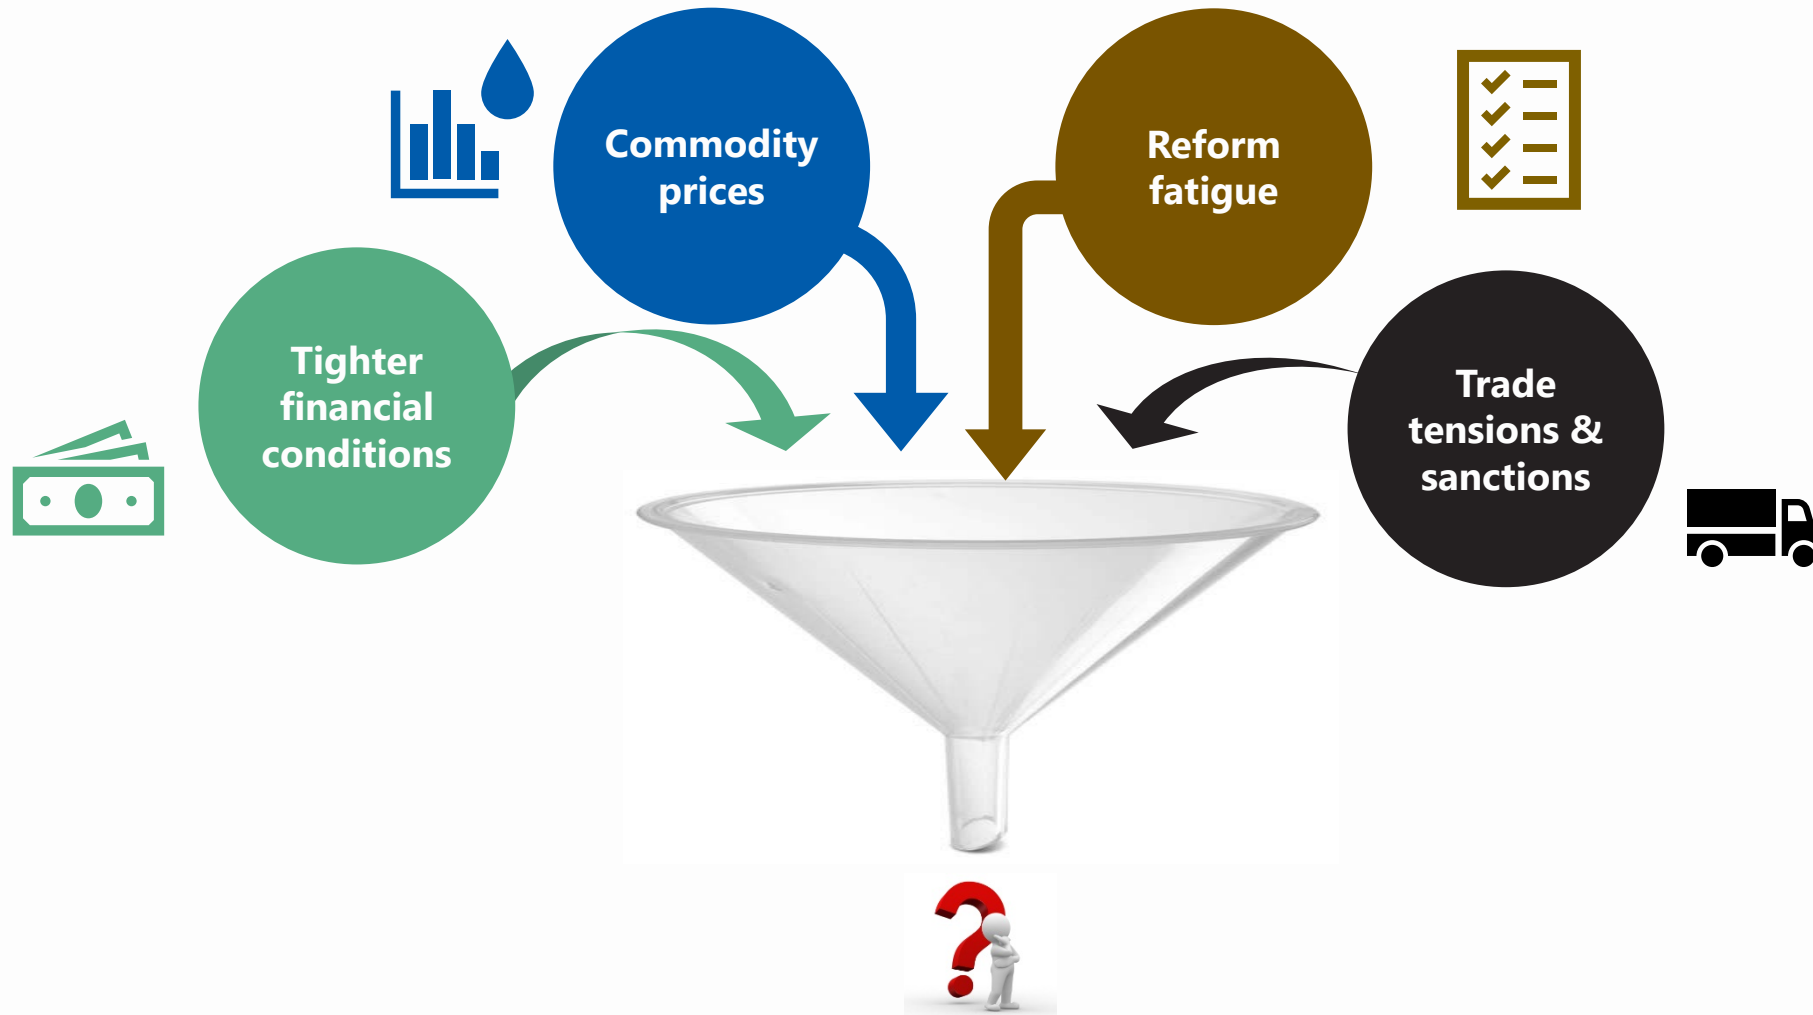 Commodity
prices
Reform
fatigue
Tighter
financial
conditions
Trade
tensions &
sanctions